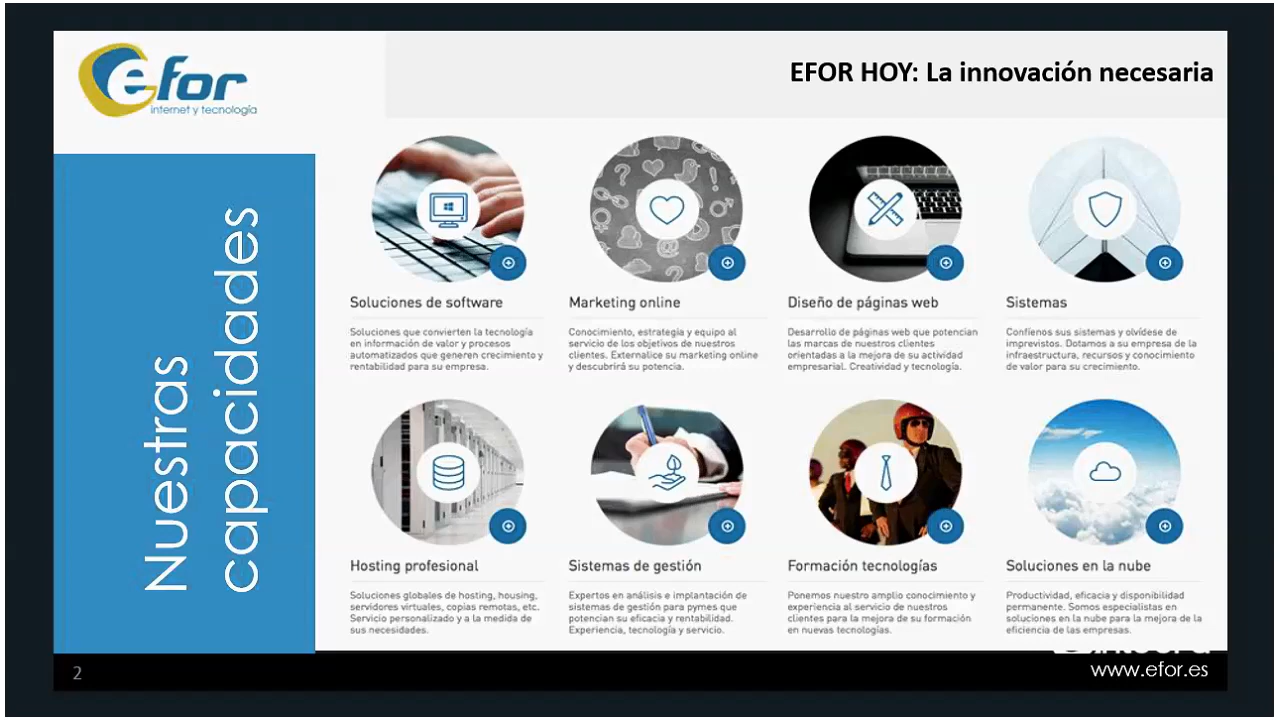 efor
internet y tecnología
EFOR HOY: La innovación necesaria
Nuestras
capacidades
Soluciones de software
Soluciones que convierten la tecnología
en información de valor y procesos
automatizados que generen crecimiento y
rentabilidad para su empresa.
Marketing online
Conocimiento, estrategia y equipo al
servicio de los objetivos de nuestros
clientes. Externalice su marketing online
y descubrirá su potencia.
Diseño de páginas web
Desarrollo de páginas web que potencian
las marcas de nuestros clientes
orientadas a la mejora de su actividad
empresarial. Creatividad y tecnología.
Sistemas
Confíenos sus sistemas y olvídese de
imprevistos. Dotamos a su empresa de la
infraestructura, recursos y conocimiento
de valor para su crecimiento.
Hosting profesional
Soluciones globales de hosting, housing,
servidores virtuales, copias remotas, etc.
Servicio personalizado y a la medida de
sus necesidades.
Sistemas de gestión
Expertos en análisis e implantación de
sistemas de gestión para pymes que
potencian su eficacia y rentabilidad.
Experiencia, tecnología y servicio.
Formación tecnologías
Ponemos nuestro amplio conocimiento y
experiencia al servicio de nuestros
clientes para la mejora de su formación
en nuevas tecnologías.
Soluciones en la nube
Productividad, eficacia y disponibilidad
permanente. Somos especialistas en
soluciones en la nube para la mejora de la
eficiencia de las empresas.
2
www.efor.es